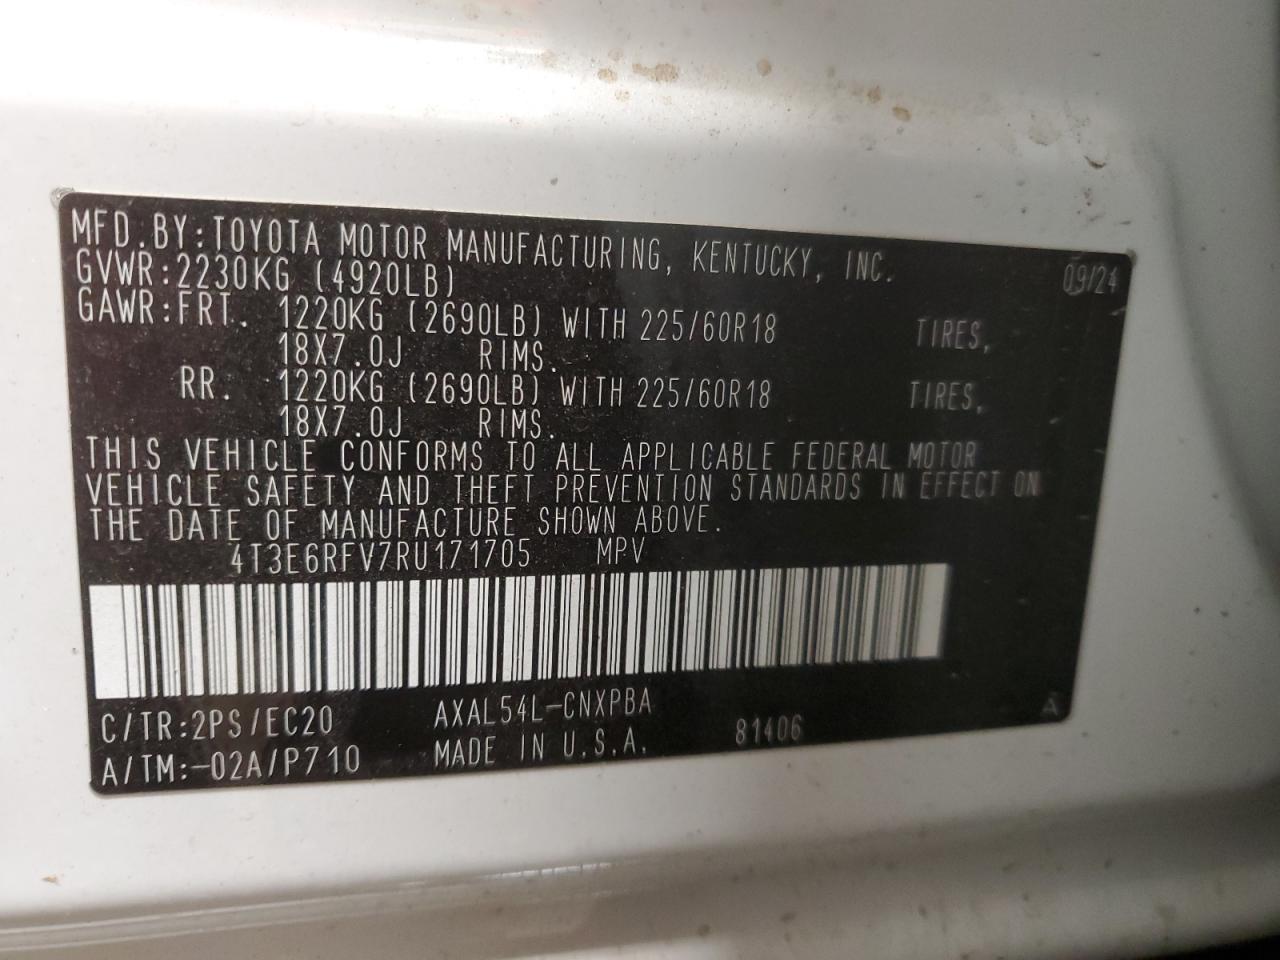 MFD.BY:TOYOTA MOTOR MANUFACTURING, KENTUCKY, INC. 09/24
GVWR:2230KG (4920LB)
GAWR:FRT. 1220KG (2690LB) WITH 225/60R18 TIRES,
18X7.0J RIMS.
RR. 1220KG (2690LB) WITH 225/60R18 TIRES,
18X7.0J RIMS.
THIS VEHICLE CONFORMS TO ALL APPLICABLE FEDERAL MOTOR
VEHICLE SAFETY AND THEFT PREVENTION STANDARDS IN EFFECT ON
THE DATE OF MANUFACTURE SHOWN ABOVE.
4T3E6RFV7RU171705 MPV
C/TR:2PS/EC20 AXAL54L-CNXPBA A
A/TM:-02A/P710 MADE IN U.S.A. 81406